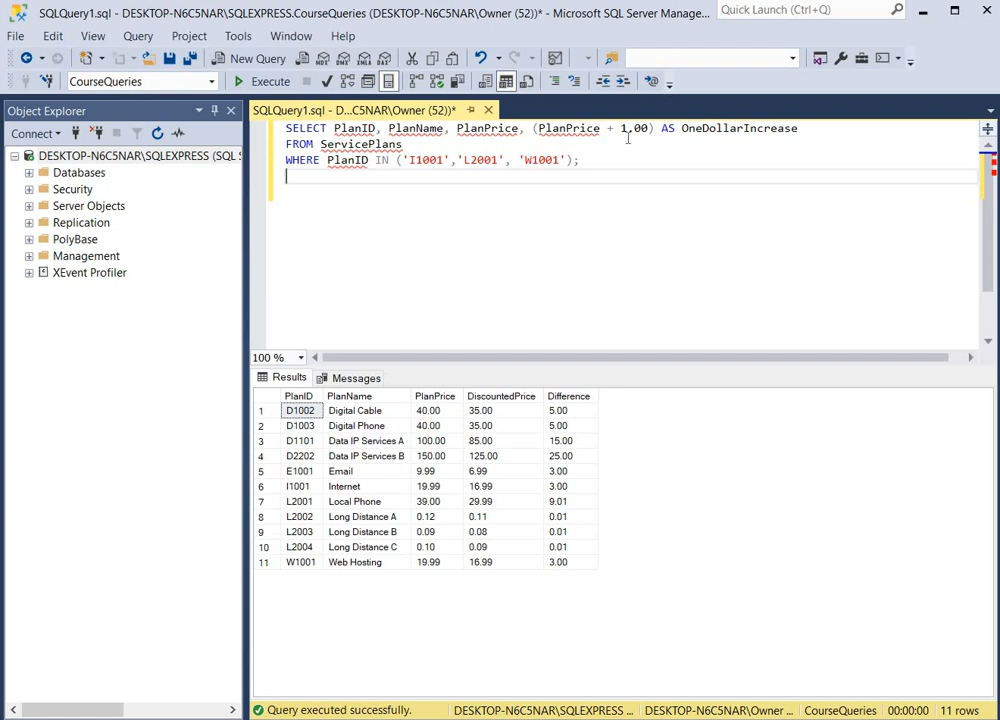 SQLQuery1.sql - DESKTOP-N6C5NAR\SQLEXPRESS.CourseQueries (DESKTOP-N6C5NAR\Owner (52))* - Microsoft SQL Server Manage...
Quick Launch (Ctrl+Q)
File Edit View Query Project Tools Window Help
New Query
CourseQueries Execute
Object Explorer
Connect
DESKTOP-N6C5NAR\SQLEXPRESS (SQL S
Databases
Security
Server Objects
Replication
PolyBase
Management
XEvent Profiler
SQLQuery1.sql - D...C5NAR\Owner (52))*
SELECT PlanID, PlanName, PlanPrice, (PlanPrice + 1.00) AS OneDollarIncrease
FROM ServicePlans
WHERE PlanID IN ('I1001','L2001', 'W1001');
100 %
Results Messages
PlanID PlanName PlanPrice DiscountedPrice Difference
1 D1002 Digital Cable 40.00 35.00 5.00
2 D1003 Digital Phone 40.00 35.00 5.00
3 D1101 Data IP Services A 100.00 85.00 15.00
4 D2202 Data IP Services B 150.00 125.00 25.00
5 E1001 Email 9.99 6.99 3.00
6 I1001 Internet 19.99 16.99 3.00
7 L2001 Local Phone 39.00 29.99 9.01
8 L2002 Long Distance A 0.12 0.11 0.01
9 L2003 Long Distance B 0.09 0.08 0.01
10 L2004 Long Distance C 0.10 0.09 0.01
11 W1001 Web Hosting 19.99 16.99 3.00
Query executed successfully. DESKTOP-N6C5NAR\SQLEXPRESS ... DESKTOP-N6C5NAR\Owner ... CourseQueries 00:00:00 11 rows